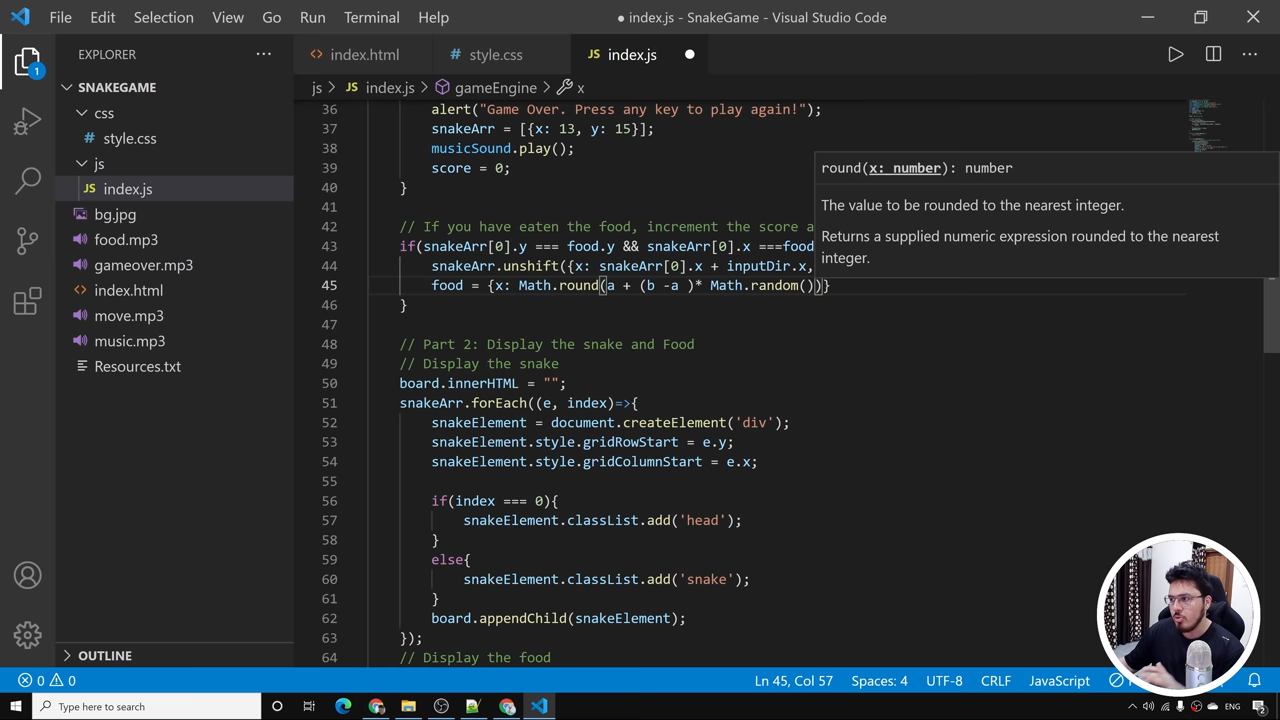 File Edit Selection View Go Run Terminal Help
● index.js - SnakeGame - Visual Studio Code
EXPLORER
SNAKEGAME
css
# style.css
js
JS index.js
bg.jpg
food.mp3
gameover.mp3
index.html
move.mp3
music.mp3
Resources.txt
OUTLINE
1
<> index.html # style.css JS index.js ●
js > JS index.js > gameEngine > x
36 alert("Game Over. Press any key to play again!");
37 snakeArr = [{x: 13, y: 15}];
38 musicSound.play();
39 score = 0;
40 }
41
42 // If you have eaten the food, increment the score a
43 if(snakeArr[0].y === food.y && snakeArr[0].x ===food
44 snakeArr.unshift({x: snakeArr[0].x + inputDir.x,
45 food = {x: Math.round(a + (b -a )* Math.random())}
46 }
47
48 // Part 2: Display the snake and Food
49 // Display the snake
50 board.innerHTML = "";
51 snakeArr.forEach((e, index)=>{
52 snakeElement = document.createElement('div');
53 snakeElement.style.gridRowStart = e.y;
54 snakeElement.style.gridColumnStart = e.x;
55
56 if(index === 0){
57 snakeElement.classList.add('head');
58 }
59 else{
60 snakeElement.classList.add('snake');
61 }
62 board.appendChild(snakeElement);
63 });
64 // Display the food
round(x: number): number
The value to be rounded to the nearest integer.
Returns a supplied numeric expression rounded to the nearest
integer.
0 0 Ln 45, Col 57 Spaces: 4 UTF-8 CRLF JavaScript
Type here to search
ENG
2